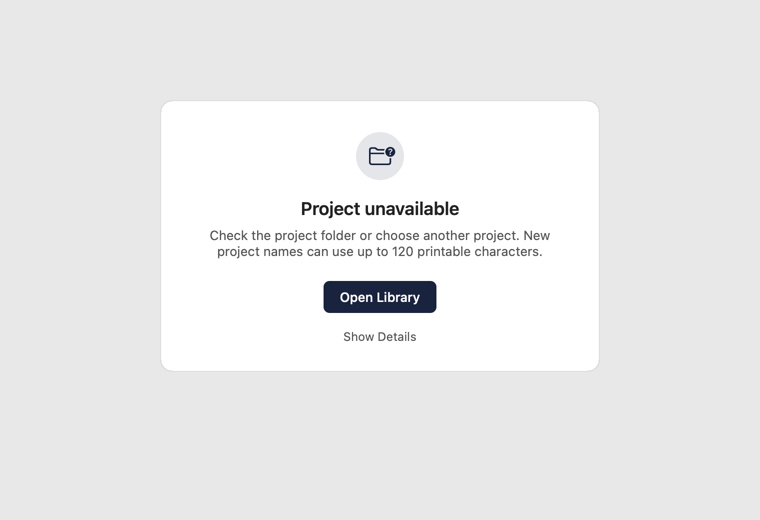 ?
Project unavailable
Check the project folder or choose another project. New
project names can use up to 120 printable characters.
Open Library
Show Details